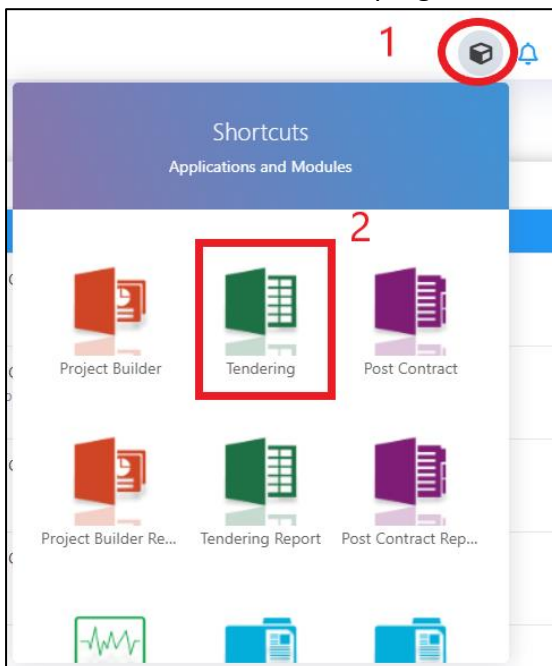 1
Shortcuts
Applications and Modules
2
Project Builder
Tendering
Post Contract
Project Builder Re...
Tendering Report
Post Contract Rep...